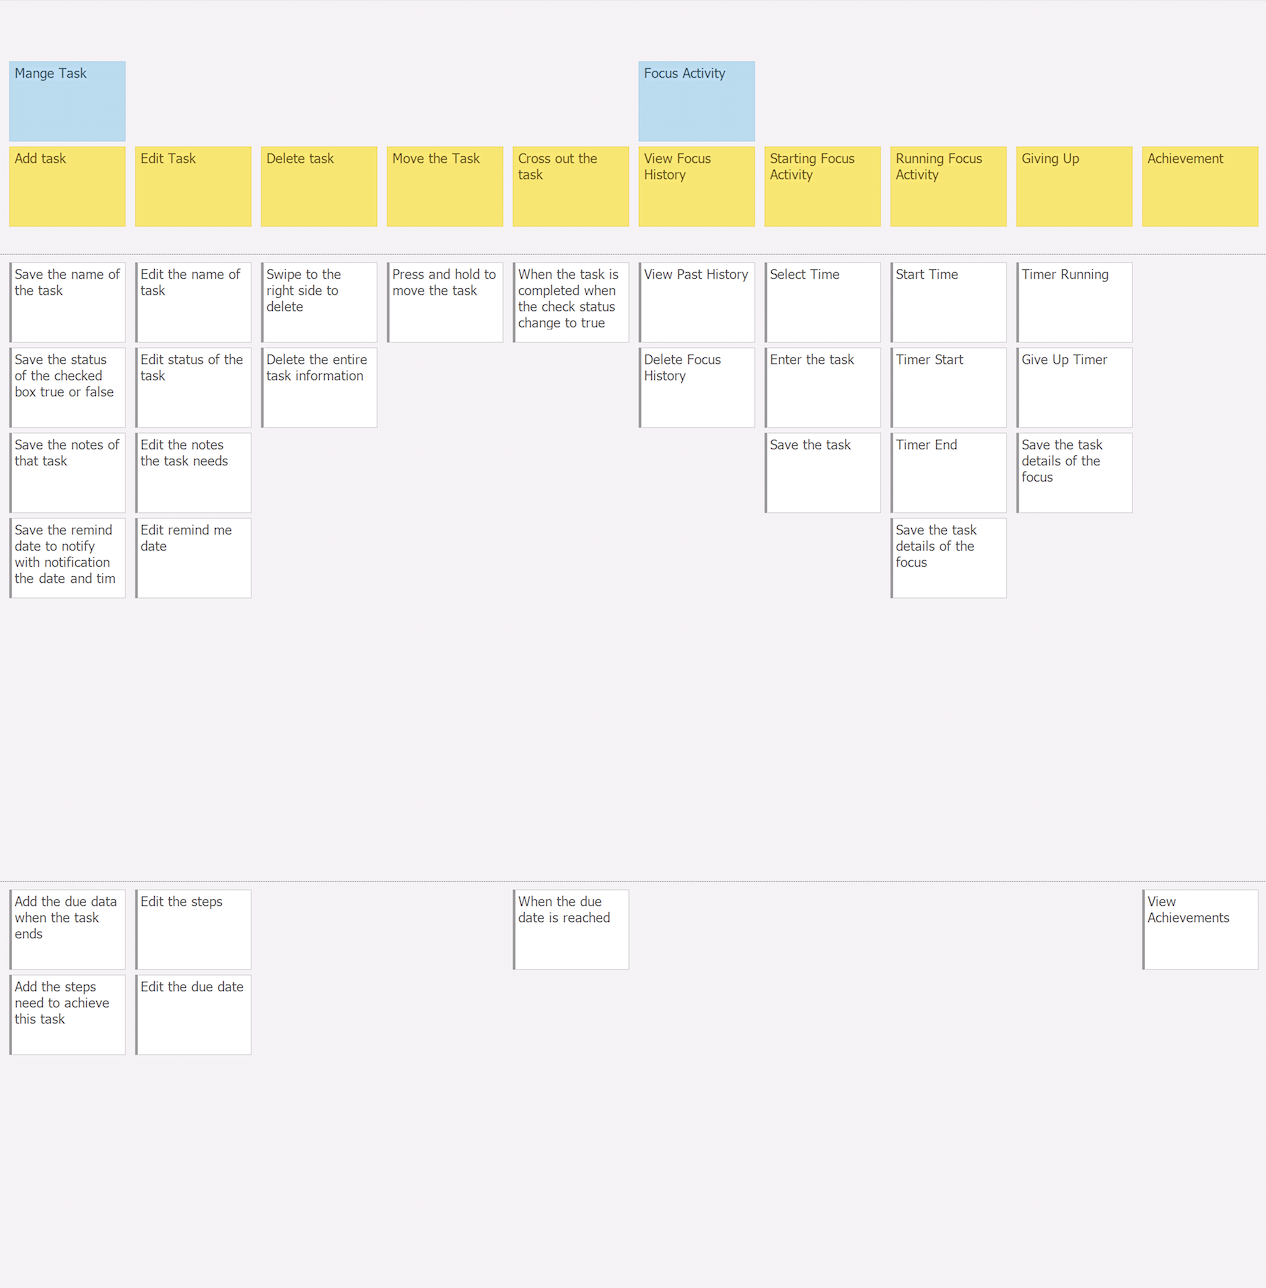 Mange Task
Focus Activity
Add task
Edit Task
Delete task
Move the Task
Cross out the
task
View Focus
History
Starting Focus
Activity
Running Focus
Activity
Giving Up
Achievement
Save the name of
the task
Edit the name of
task
Swipe to the
right side to
delete
Press and hold to
move the task
When the task is
completed when
the check status
change to true
View Past History
Select Time
Start Time
Timer Running
Save the status
of the checked
box true or false
Edit status of the
task
Delete the entire
task information
Delete Focus
History
Enter the task
Timer Start
Give Up Timer
Save the notes of
that task
Edit the notes
the task needs
Save the task
Timer End
Save the task
details of the
focus
Save the remind
date to notify
with notification
the date and tim
Edit remind me
date
Save the task
details of the
focus
Add the due data
when the task
ends
Edit the steps
When the due
date is reached
View
Achievements
Add the steps
need to achieve
this task
Edit the due date